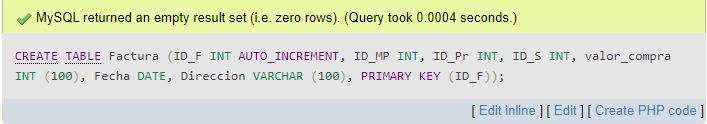 MySQL returned an empty result set (i.e. zero rows). (Query took 0.0004 seconds.)
CREATE TABLE Factura (ID_F INT AUTO_INCREMENT, ID_MP INT, ID_Pr INT, ID_S INT, valor_compra
INT (100), Fecha DATE, Direccion VARCHAR (100), PRIMARY KEY (ID_F));
[ Edit inline ] [ Edit ] [ Create PHP code ]